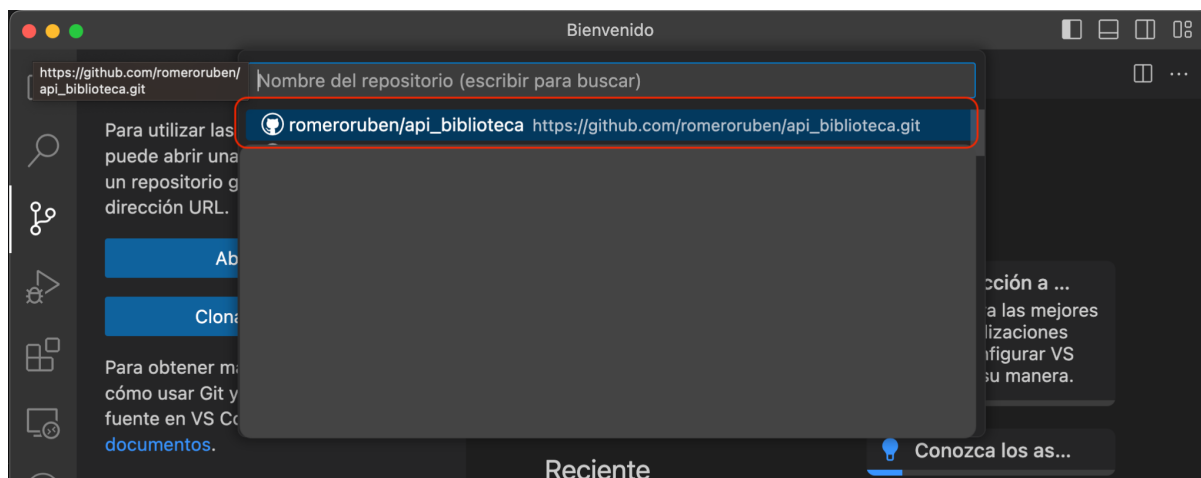 Bienvenido
https://github.com/romeroruben/
api_biblioteca.git
Nombre del repositorio (escribir para buscar)
romeroruben/api_biblioteca https://github.com/romeroruben/api_biblioteca.git
Para utilizar las
puede abrir una
un repositorio g
dirección URL.
Ab
Clona
Para obtener m
cómo usar Git y
fuente en VS Co
documentos.
cción a ...
a las mejores
lizaciones
nfigurar VS
su manera.
Conozca los as...
Reciente